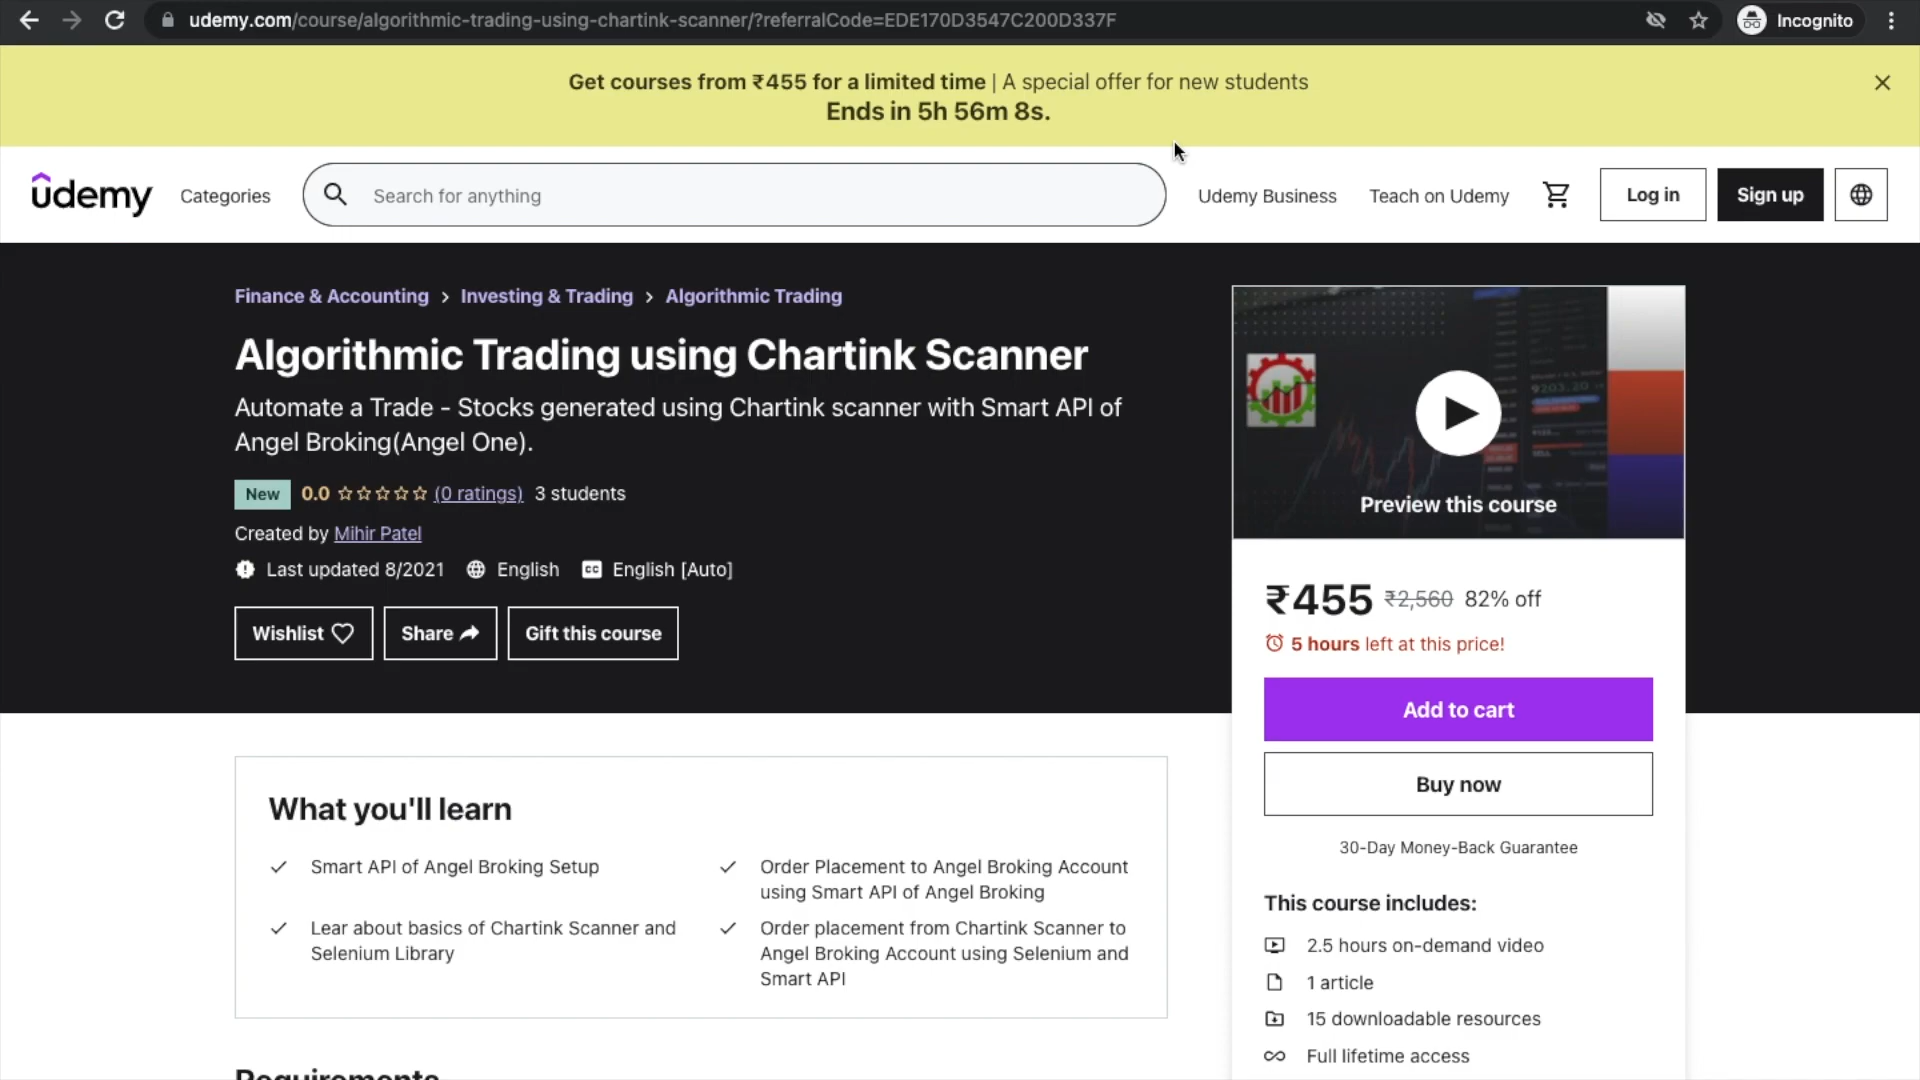 udemy.com/course/algorithmic-trading-using-chartink-scanner/?referralCode=EDE170D3547C200D337F
Incognito
Get courses from ₹455 for a limited time | A special offer for new students
Ends in 5h 56m 8s.
udemy
Categories
Search for anything
Udemy Business
Teach on Udemy
Log in
Sign up
Finance & Accounting > Investing & Trading > Algorithmic Trading
Algorithmic Trading using Chartink Scanner
Automate a Trade - Stocks generated using Chartink scanner with Smart API of
Angel Broking(Angel One).
New 0.0 (0 ratings) 3 students
Created by Mihir Patel
Last updated 8/2021 English CC English [Auto]
Wishlist
Share
Gift this course
9203.20
Preview this course
₹455 ₹2,560 82% off
5 hours left at this price!
Add to cart
Buy now
30-Day Money-Back Guarantee
This course includes:
2.5 hours on-demand video
1 article
15 downloadable resources
Full lifetime access
What you'll learn
Smart API of Angel Broking Setup
Order Placement to Angel Broking Account
using Smart API of Angel Broking
Lear about basics of Chartink Scanner and
Selenium Library
Order placement from Chartink Scanner to
Angel Broking Account using Selenium and
Smart API
Requirements